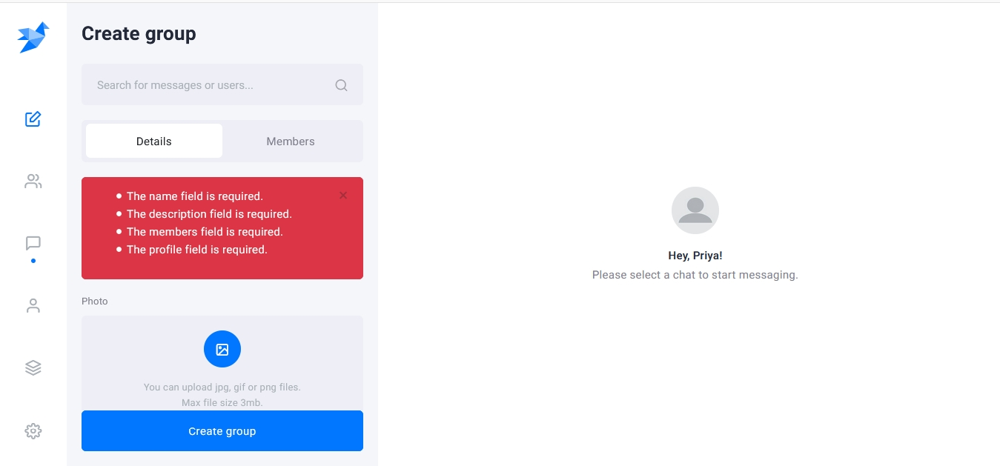 Create group
Search for messages or users...
Details
Members
The name field is required.
The description field is required.
The members field is required.
The profile field is required.
Photo
You can upload jpg, gif or png files.
Max file size 3mb.
Create group
Hey, Priya!
Please select a chat to start messaging.